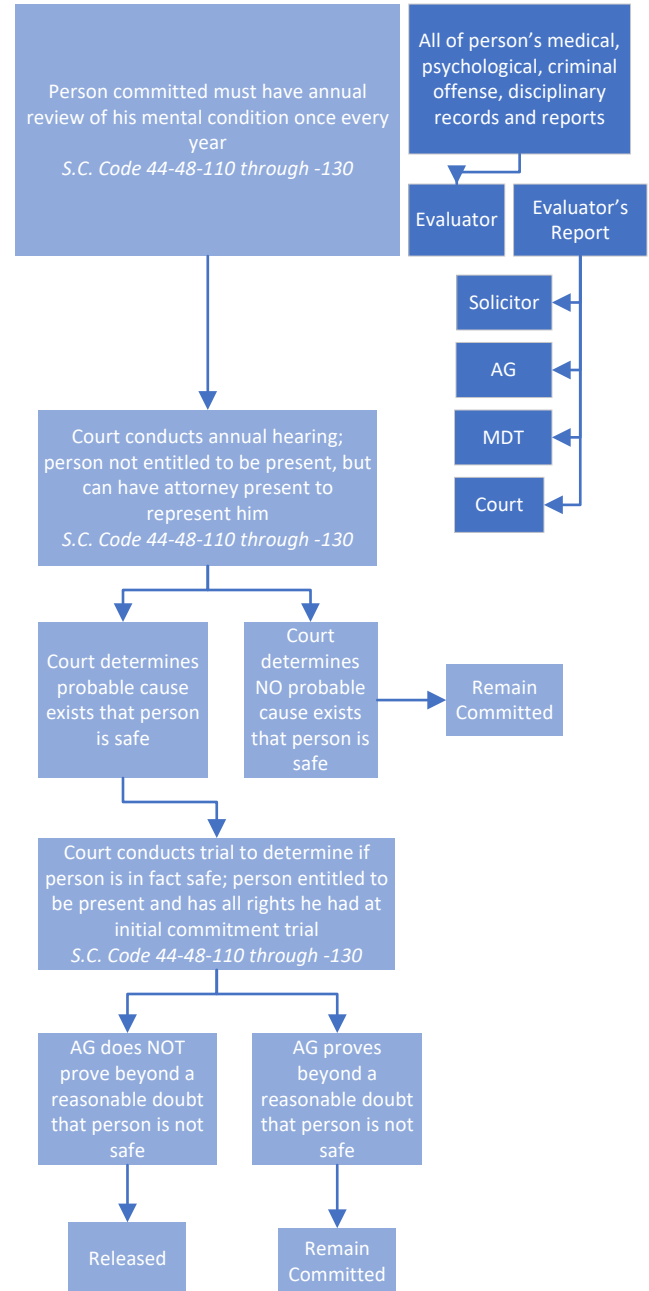 Person committed must have annual
review of his mental condition once every
year
S.C. Code 44-48-110 through -130
All of person’s medical,
psychological, criminal
offense, disciplinary
records and reports
Evaluator
Evaluator’s
Report
Solicitor
AG
MDT
Court
Court conducts annual hearing;
person not entitled to be present, but
can have attorney present to
represent him
S.C. Code 44-48-110 through -130
Court determines
probable cause
exists that person
is safe
Court
determines
NO probable
cause exists
that person is
safe
Remain
Committed
Court conducts trial to determine if
person is in fact safe; person entitled to
be present and has all rights he had at
initial commitment trial
S.C. Code 44-48-110 through -130
AG does NOT
prove beyond a
reasonable doubt
that person is not
safe
AG proves
beyond a
reasonable doubt
that person is not
safe
Released
Remain
Committed